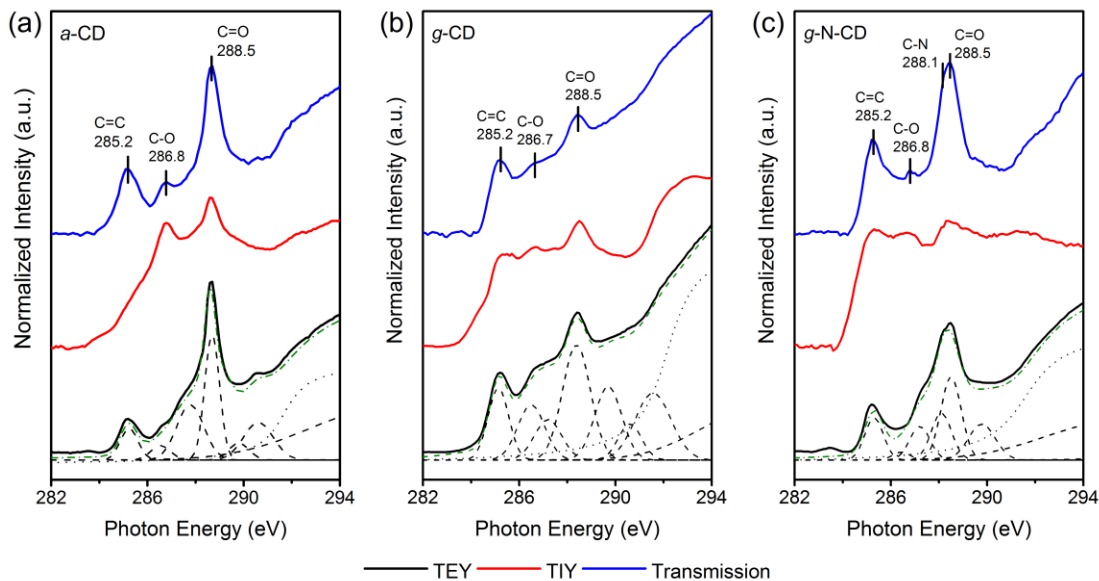 (a)
a-CD
C=O
288.5
C=C
285.2
C-O
286.8
Normalized Intensity (a.u.)
282 286 290 294
Photon Energy (eV)
(b)
g-CD
C=O
288.5
C=C
285.2
C-O
286.7
Normalized Intensity (a.u.)
282 286 290 294
Photon Energy (eV)
(c)
g-N-CD
C-N
288.1
C=O
288.5
C=C
285.2
C-O
286.8
Normalized Intensity (a.u.)
282 286 290 294
Photon Energy (eV)
TEY TIY Transmission